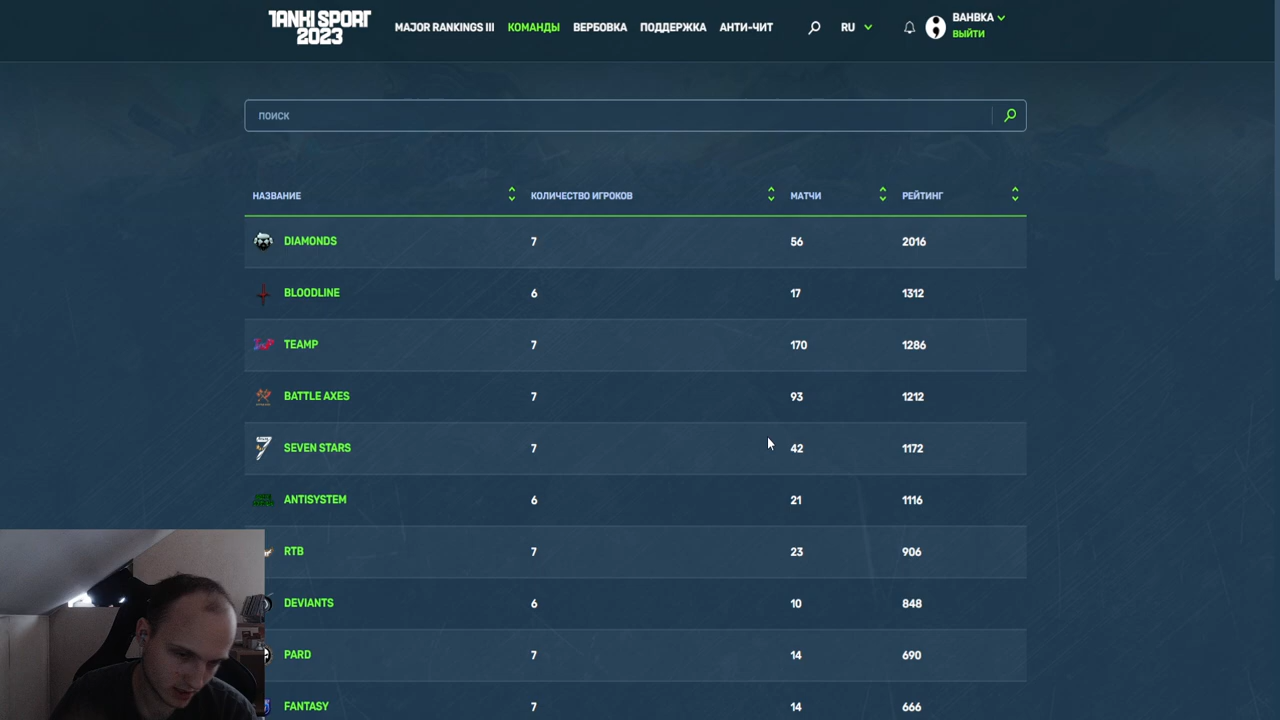 TANKI SPORT
2023
MAJOR RANKINGS III КОМАНДЫ ВЕРБОВКА ПОДДЕРЖКА АНТИ-ЧИТ RU ВАНВКА
ВЫЙТИ
ПОИСК
НАЗВАНИЕ КОЛИЧЕСТВО ИГРОКОВ МАТЧИ РЕЙТИНГ
DIAMONDS 7 56 2016
BLOODLINE 6 17 1312
TEAMP 7 170 1286
BATTLE AXES 7 93 1212
SEVEN STARS 7 42 1172
ANTISYSTEM 6 21 1116
RTB 7 23 906
DEVIANTS 6 10 848
PARD 7 14 690
FANTASY 7 14 666